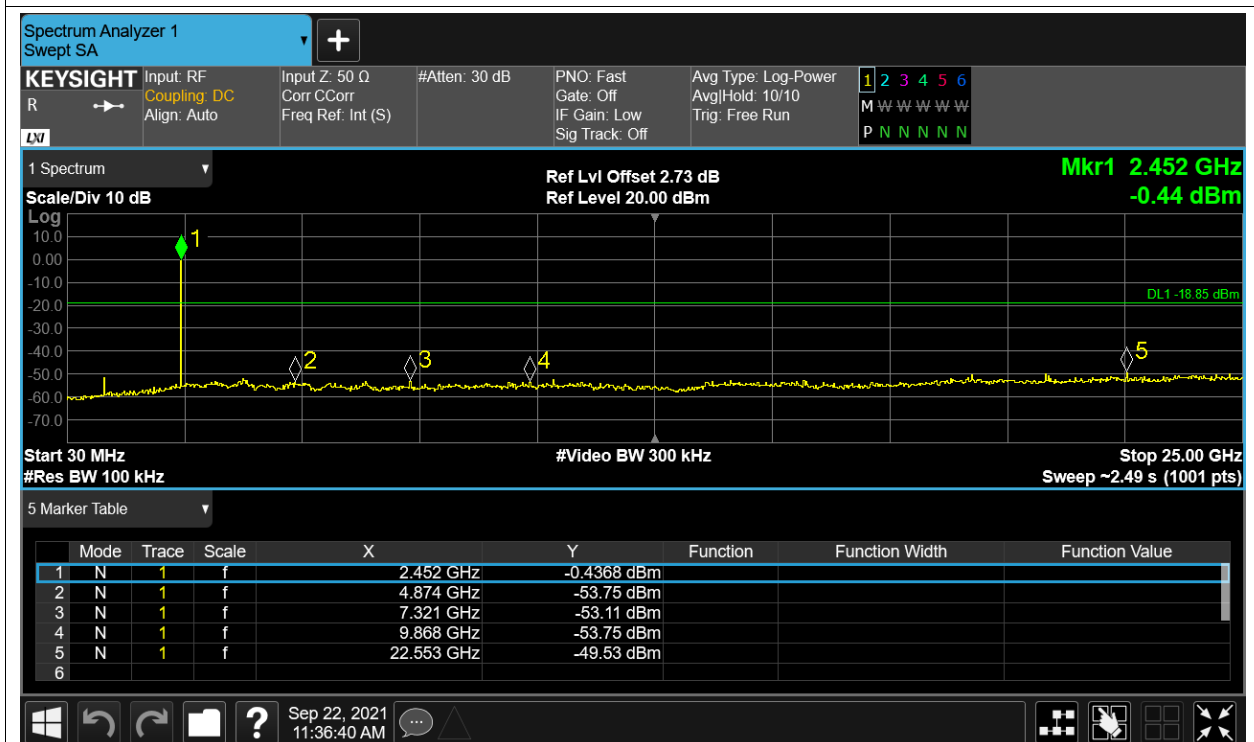 Spectrum Analyzer 1
Swept SA
KEYSIGHT Input: RF Input Z: 50 Ω #Atten: 30 dB PNO: Fast Avg Type: Log-Power 1 2 3 4 5 6
R Coupling: DC Corr CCorr Gate: Off Avg|Hold: 10/10 M W W W W W
Align: Auto Freq Ref: Int (S) IF Gain: Low Trig: Free Run
LXI Sig Track: Off P N N N N N N
1 Spectrum Ref Lvl Offset 2.73 dB Mkr1 2.452 GHz
Scale/Div 10 dB Ref Level 20.00 dBm -0.44 dBm
Log
10.0
1
0.00
-10.0
DL1 -18.85 dBm
-20.0
-30.0
-40.0
2 3 4 5
-50.0
-60.0
-70.0
Start 30 MHz #Video BW 300 kHz Stop 25.00 GHz
#Res BW 100 kHz Sweep ~2.49 s (1001 pts)
5 Marker Table
Mode Trace Scale X Y Function Function Width Function Value
1 N 1 f 2.452 GHz -0.4368 dBm
2 N 1 f 4.874 GHz -53.75 dBm
3 N 1 f 7.321 GHz -53.11 dBm
4 N 1 f 9.868 GHz -53.75 dBm
5 N 1 f 22.553 GHz -49.53 dBm
6
? Sep 22, 2021
11:36:40 AM